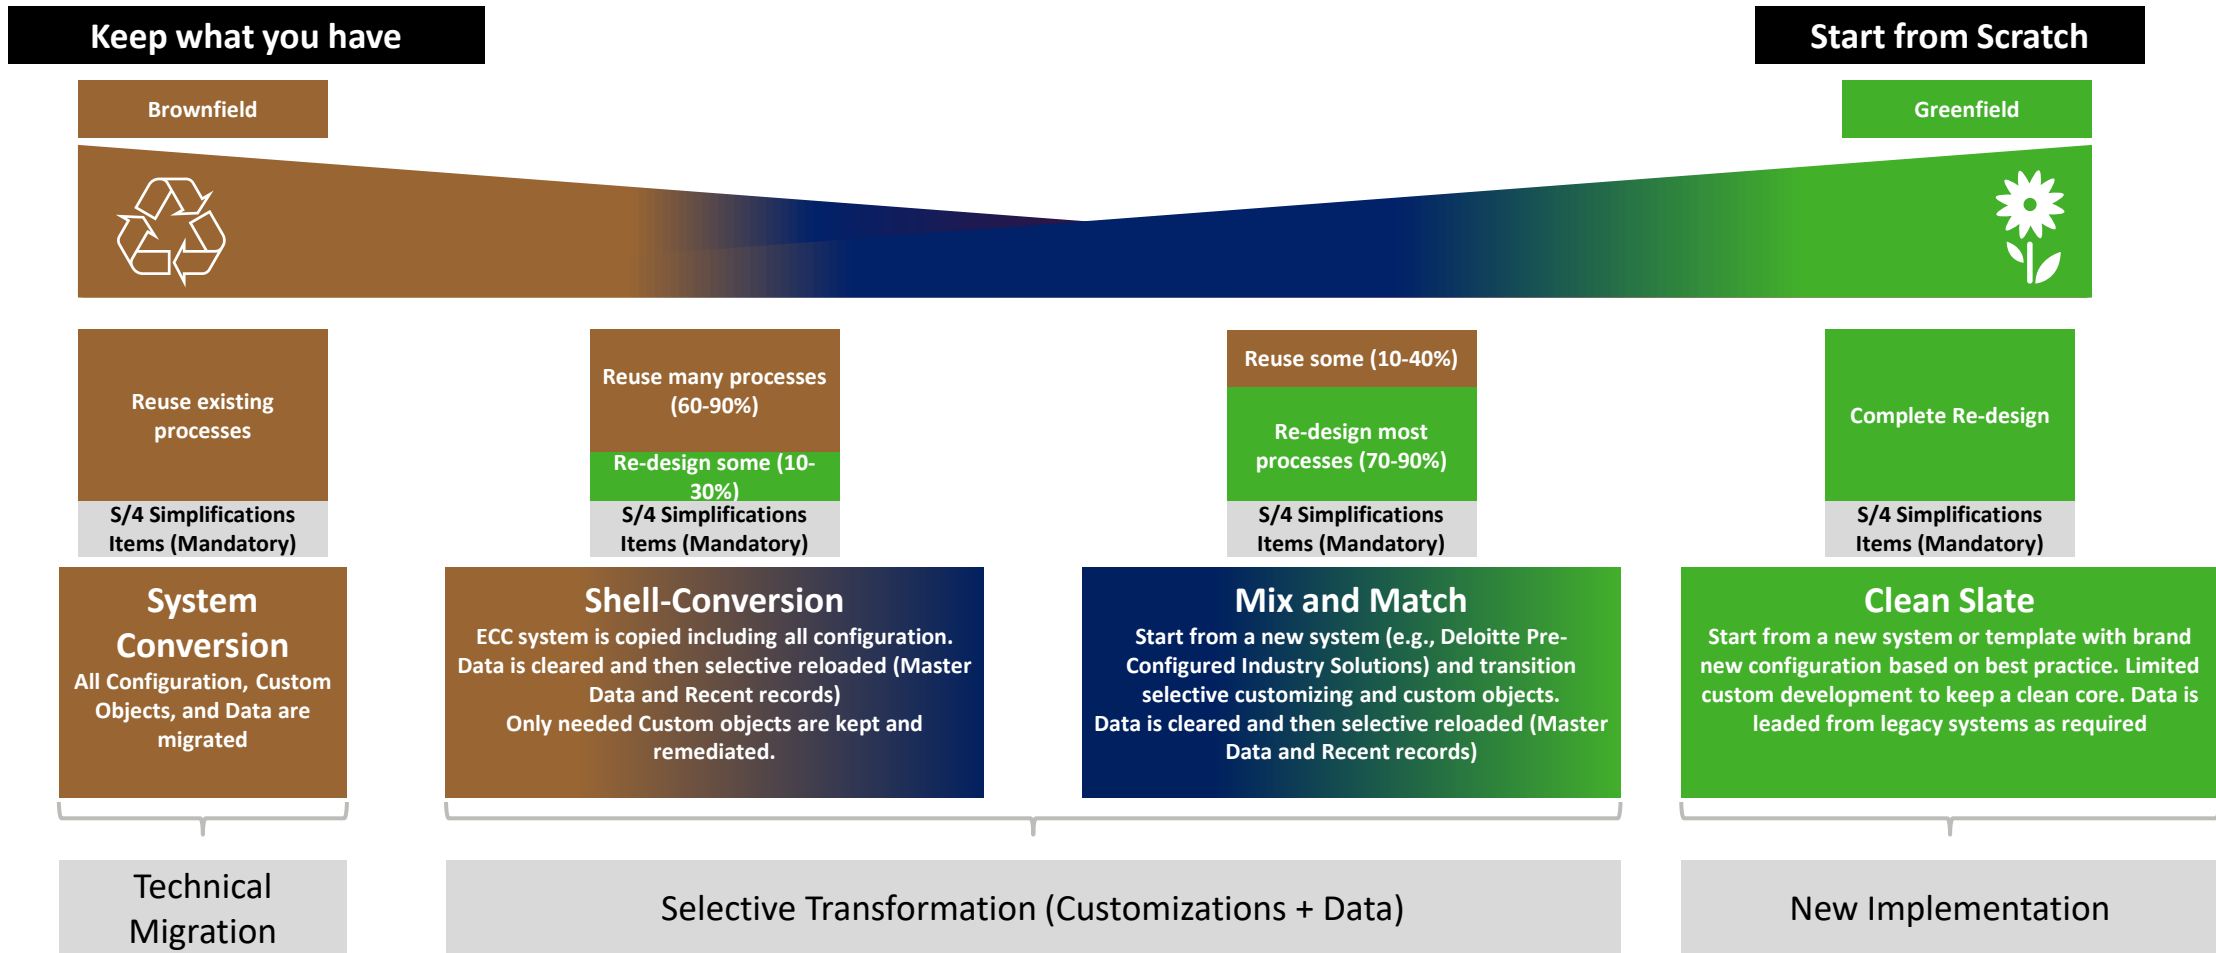 Keep what you have
Start from Scratch
Brownfield
Greenfield
Reuse existing
processes
S/4 Simplifications
Items (Mandatory)
Reuse many processes
(60-90%)
Re-design some (10-
30%)
S/4 Simplifications
Items (Mandatory)
Reuse some (10-40%)
Re-design most
processes (70-90%)
S/4 Simplifications
Items (Mandatory)
Complete Re-design
S/4 Simplifications
Items (Mandatory)
System
Conversion
All Configuration, Custom
Objects, and Data are
migrated
Shell-Conversion
ECC system is copied including all configuration.
Data is cleared and then selective reloaded (Master
Data and Recent records)
Only needed Custom objects are kept and
remediated.
Mix and Match
Start from a new system (e.g., Deloitte Pre-
Configured Industry Solutions) and transition
selective customizing and custom objects.
Data is cleared and then selective reloaded (Master
Data and Recent records)
Clean Slate
Start from a new system or template with brand
new configuration based on best practice. Limited
custom development to keep a clean core. Data is
leaded from legacy systems as required
Technical
Migration
Selective Transformation (Customizations + Data)
New Implementation